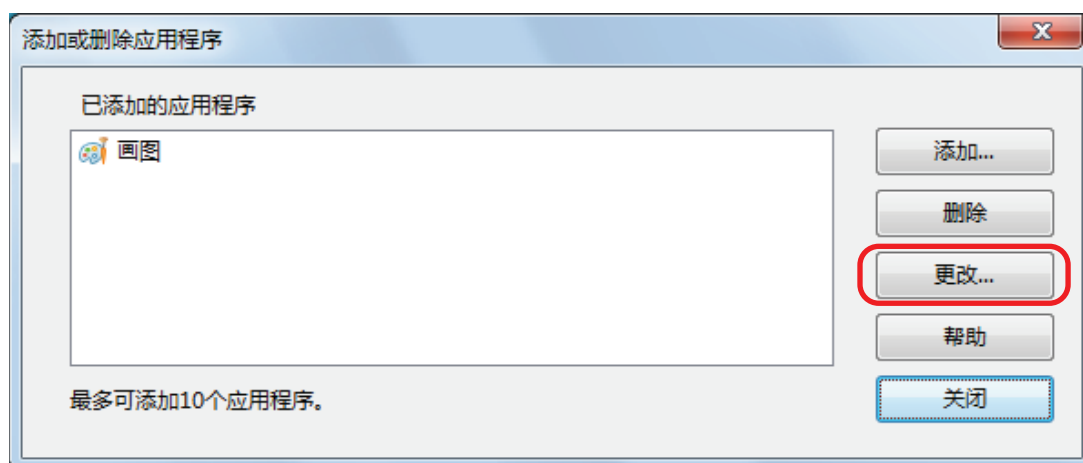 添加或删除应用程序
已添加的应用程序
画图
添加...
删除
更改...
帮助
关闭
最多可添加10个应用程序。